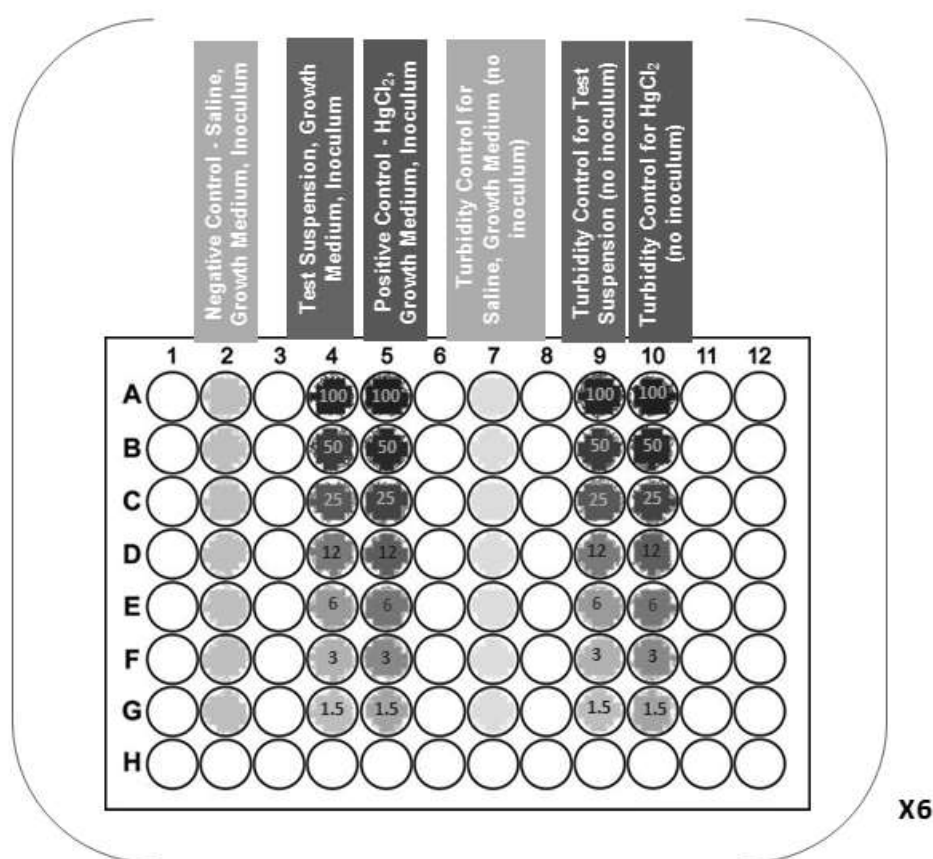 Negative Control - Saline,
Growth Medium, Inoculum
Test Suspension, Growth
Medium, Inoculum
Positive Control - HgCl₂,
Growth Medium, Inoculum
Turbidity Control for
Saline, Growth Medium (no
inoculum)
Turbidity Control for Test
Suspension (no inoculum)
Turbidity Control for HgCl₂
(no inoculum)
1 2 3 4 5 6 7 8 9 10 11 12
A 100 100 100 100
B 50 50 50 50
C 25 25 25 25
D 12 12 12 12
E 6 6 6 6
F 3 3 3 3
G 1.5 1.5 1.5 1.5
H
X6